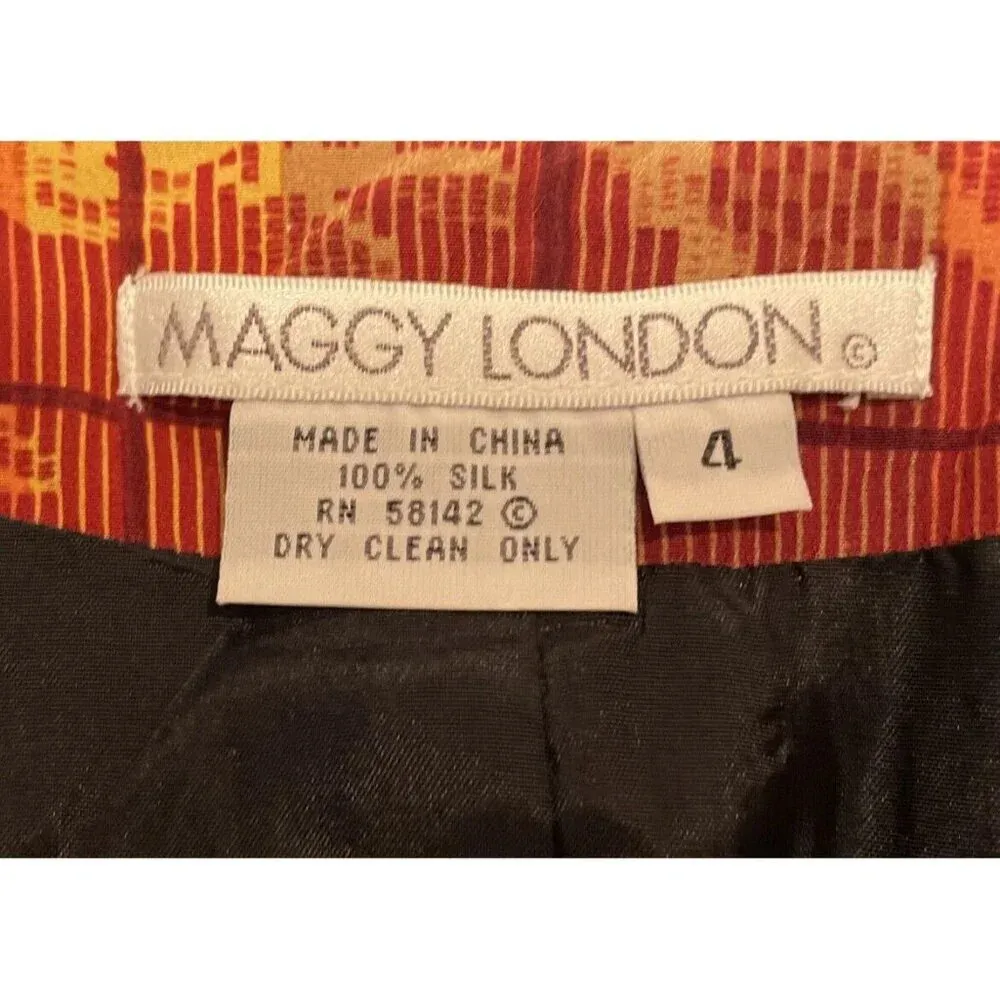 MAGGY LONDON ©
MADE IN CHINA
100% SILK
RN 58142 ©
DRY CLEAN ONLY
4